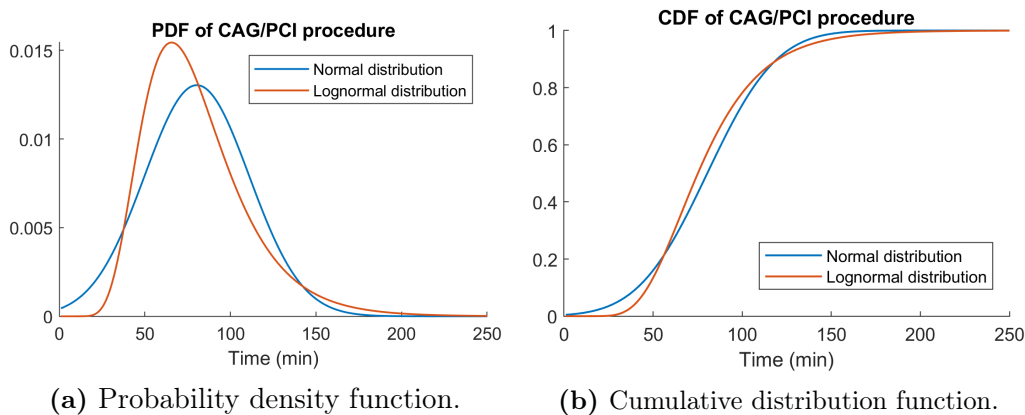 PDF of CAG/PCI procedure
0.015
0.01
0.005
0
Normal distribution
Lognormal distribution
0 50 100 150 200 250
Time (min)
(a) Probability density function.
CDF of CAG/PCI procedure
1
0.8
0.6
0.4
0.2
0
Normal distribution
Lognormal distribution
0 50 100 150 200 250
Time (min)
(b) Cumulative distribution function.